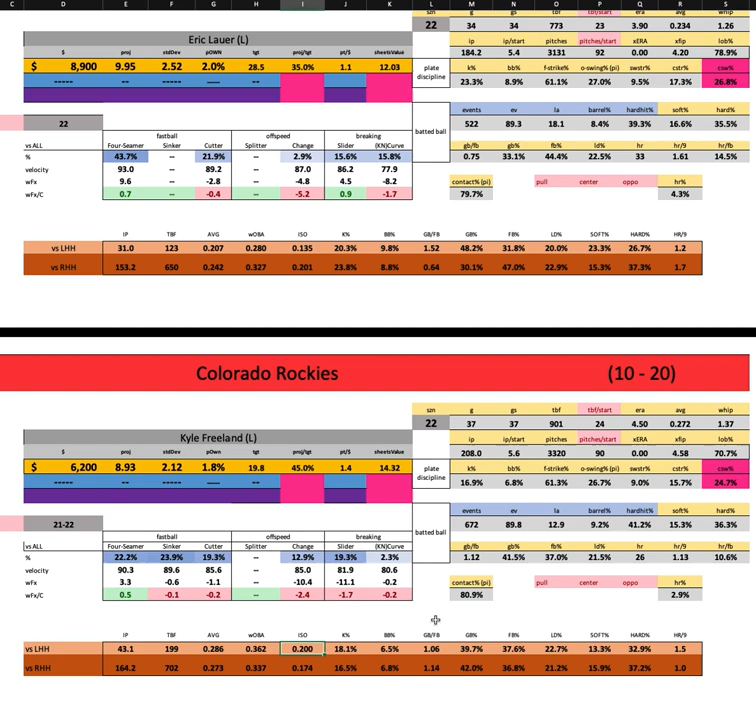 C D E F G H I J K L M N O P Q R S
szn g gs tbf tbf/start era avg whip
22 34 34 773 23 3.90 0.234 1.26
ip ip/start pitches pitches/start xERA xfip lob%
184.2 5.4 3131 92 0.00 4.20 78.9%
Eric Lauer (L)
$ proj stdDev pOWN tgt proj/tgt pt/$ sheetsValue
$ 8,900 9.95 2.52 2.0% 28.5 35.0% 1.1 12.03
plate discipline k% bb% f-strike% o-swing% (pi) swstr% cstr% csw%
23.3% 8.9% 61.1% 27.0% 9.5% 17.3% 26.8%
----- -- -- ---- --
22
batted ball events ev la barrel% hardhit% soft% hard%
522 89.3 18.1 8.4% 39.3% 16.6% 35.5%
fastball offspeed breaking
vs ALL Four-Seamer Sinker Cutter Splitter Change Slider (KN)Curve
gb/fb gb% fb% ld% hr hr/9 hr/fb
% 43.7% -- 21.9% -- 2.9% 15.6% 15.8%
0.75 33.1% 44.4% 22.5% 33 1.61 14.5%
velocity 93.0 -- 89.2 -- 87.0 86.2 77.9
wFx 9.6 -- -2.8 -- -4.8 4.5 -8.2
wFx/C 0.7 -- -0.4 -- -5.2 0.9 -1.7
contact% (pi) pull center oppo hr%
79.7% 4.3%
IP TBF AVG wOBA ISO K% BB% GB/FB GB% FB% LD% SOFT% HARD% HR/9
vs LHH 31.0 123 0.207 0.280 0.135 20.3% 9.8% 1.52 48.2% 31.8% 20.0% 23.3% 26.7% 1.2
vs RHH 153.2 650 0.242 0.327 0.201 23.8% 8.8% 0.64 30.1% 47.0% 22.9% 15.3% 37.3% 1.7
Colorado Rockies (10 - 20)
szn g gs tbf tbf/start era avg whip
22 37 37 901 24 4.50 0.272 1.37
ip ip/start pitches pitches/start xERA xfip lob%
208.0 5.6 3320 90 0.00 4.58 70.7%
Kyle Freeland (L)
$ proj stdDev pOwn tgt proj/tgt pt/$ sheetsValue
$ 6,200 8.93 2.12 1.8% 19.8 45.0% 1.4 14.32
plate discipline k% bb% f-strike% o-swing% (pi) swstr% cstr% csw%
16.9% 6.8% 61.3% 26.7% 9.0% 15.7% 24.7%
----- -- -- ---- --
21-22
batted ball events ev la barrel% hardhit% soft% hard%
672 89.8 12.9 9.2% 41.2% 15.3% 36.3%
fastball offspeed breaking
vs ALL Four-Seamer Sinker Cutter Splitter Change Slider (KN)Curve
gb/fb gb% fb% ld% hr hr/9 hr/fb
% 22.2% 23.9% 19.3% -- 12.9% 19.3% 2.3%
1.12 41.5% 37.0% 21.5% 26 1.13 10.6%
velocity 90.3 89.6 85.6 85.0 81.9 80.6
wFx 3.3 -0.6 -1.1 -10.4 -11.1 -0.2
wFx/C 0.5 -0.1 -0.2 -- -2.4 -1.7 -0.2
contact% (pi) pull center oppo hr%
80.9% 2.9%
IP TBF AVG wOBA ISO K% BB% GB/FB GB% FB% LD% SOFT% HARD% HR/9
vs LHH 43.1 199 0.286 0.362 0.200 18.1% 6.5% 1.06 39.7% 37.6% 22.7% 13.3% 32.9% 1.5
vs RHH 164.2 702 0.273 0.337 0.174 16.5% 6.8% 1.14 42.0% 36.8% 21.2% 15.9% 37.2% 1.0